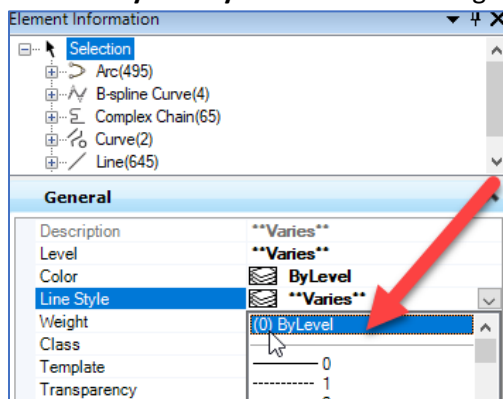 Element Information
Selection
Arc(495)
B-spline Curve(4)
Complex Chain(65)
Curve(2)
Line(645)
General
Description **Varies**
Level **Varies**
Color ByLevel
Line Style **Varies**
Weight (0) ByLevel
Class
Template 0
Transparency 1